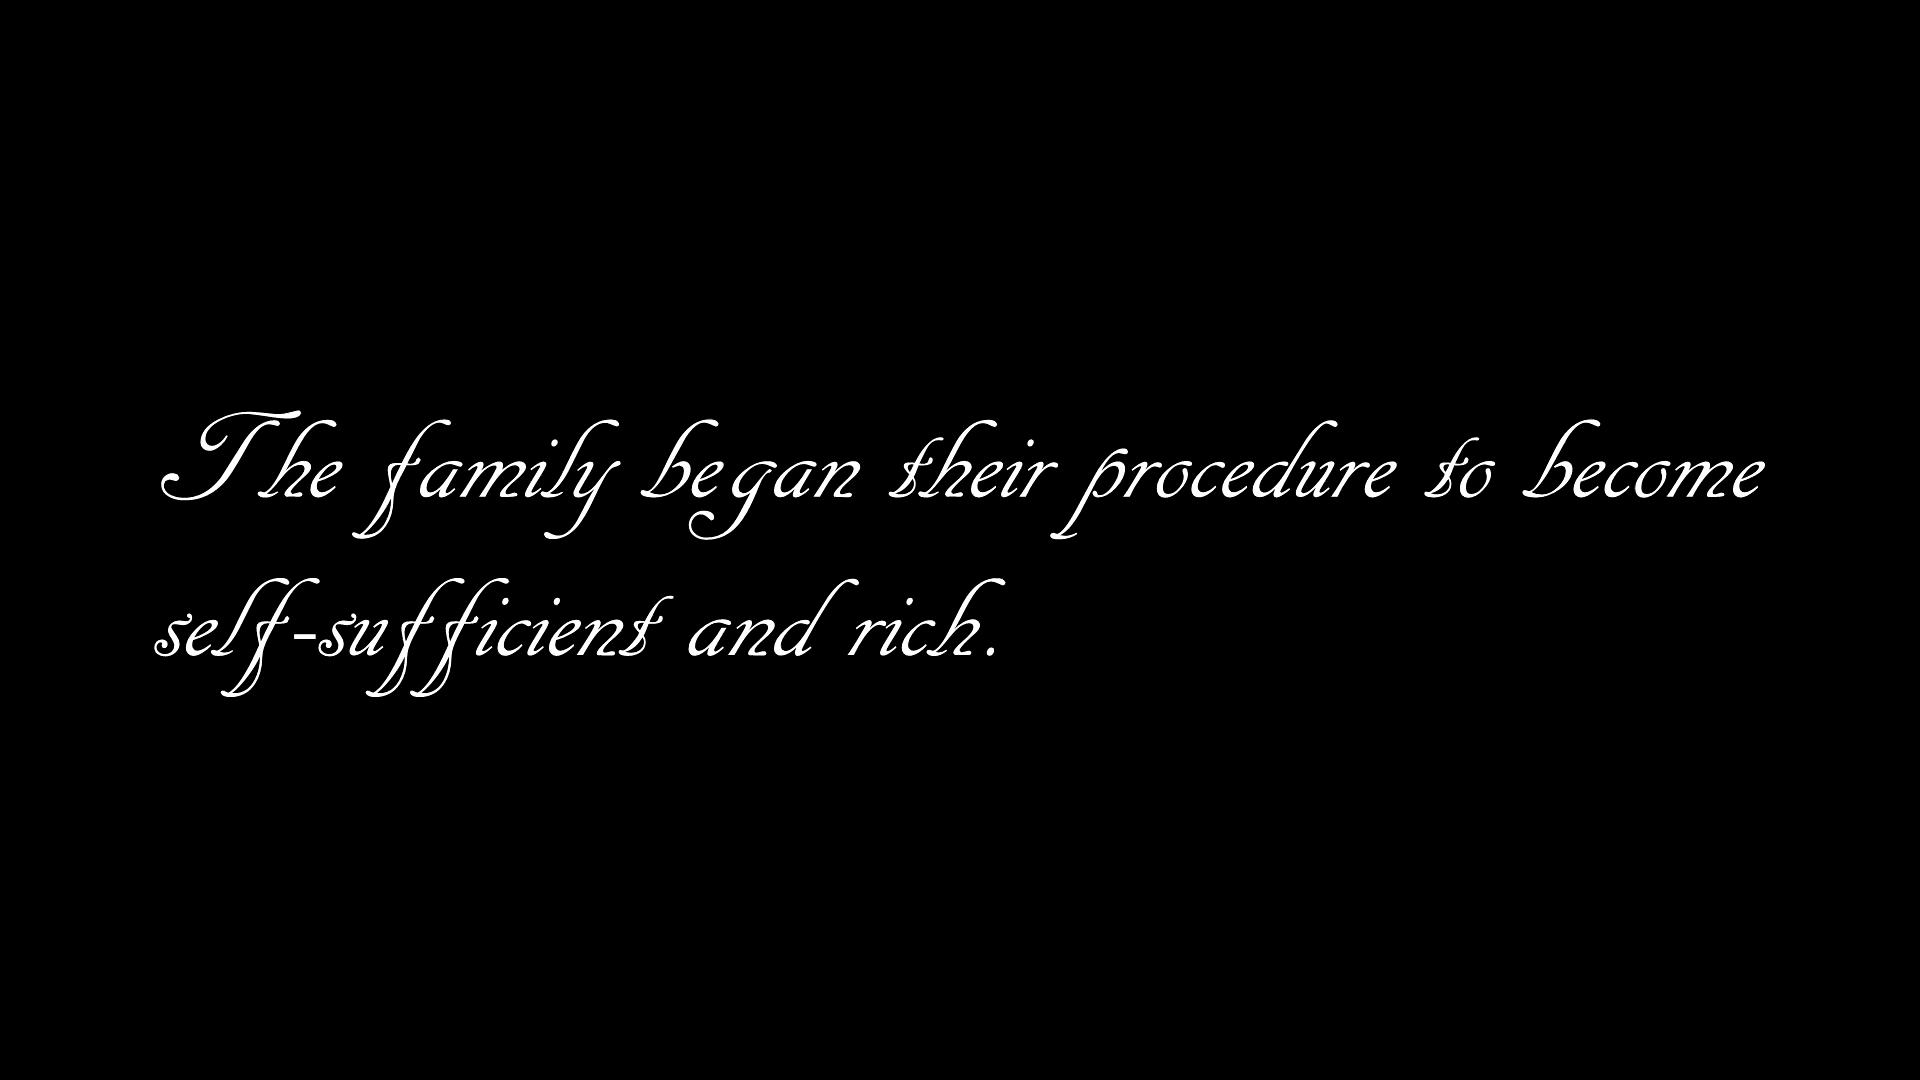 The family began their procedure to become
self-sufficient and rich.